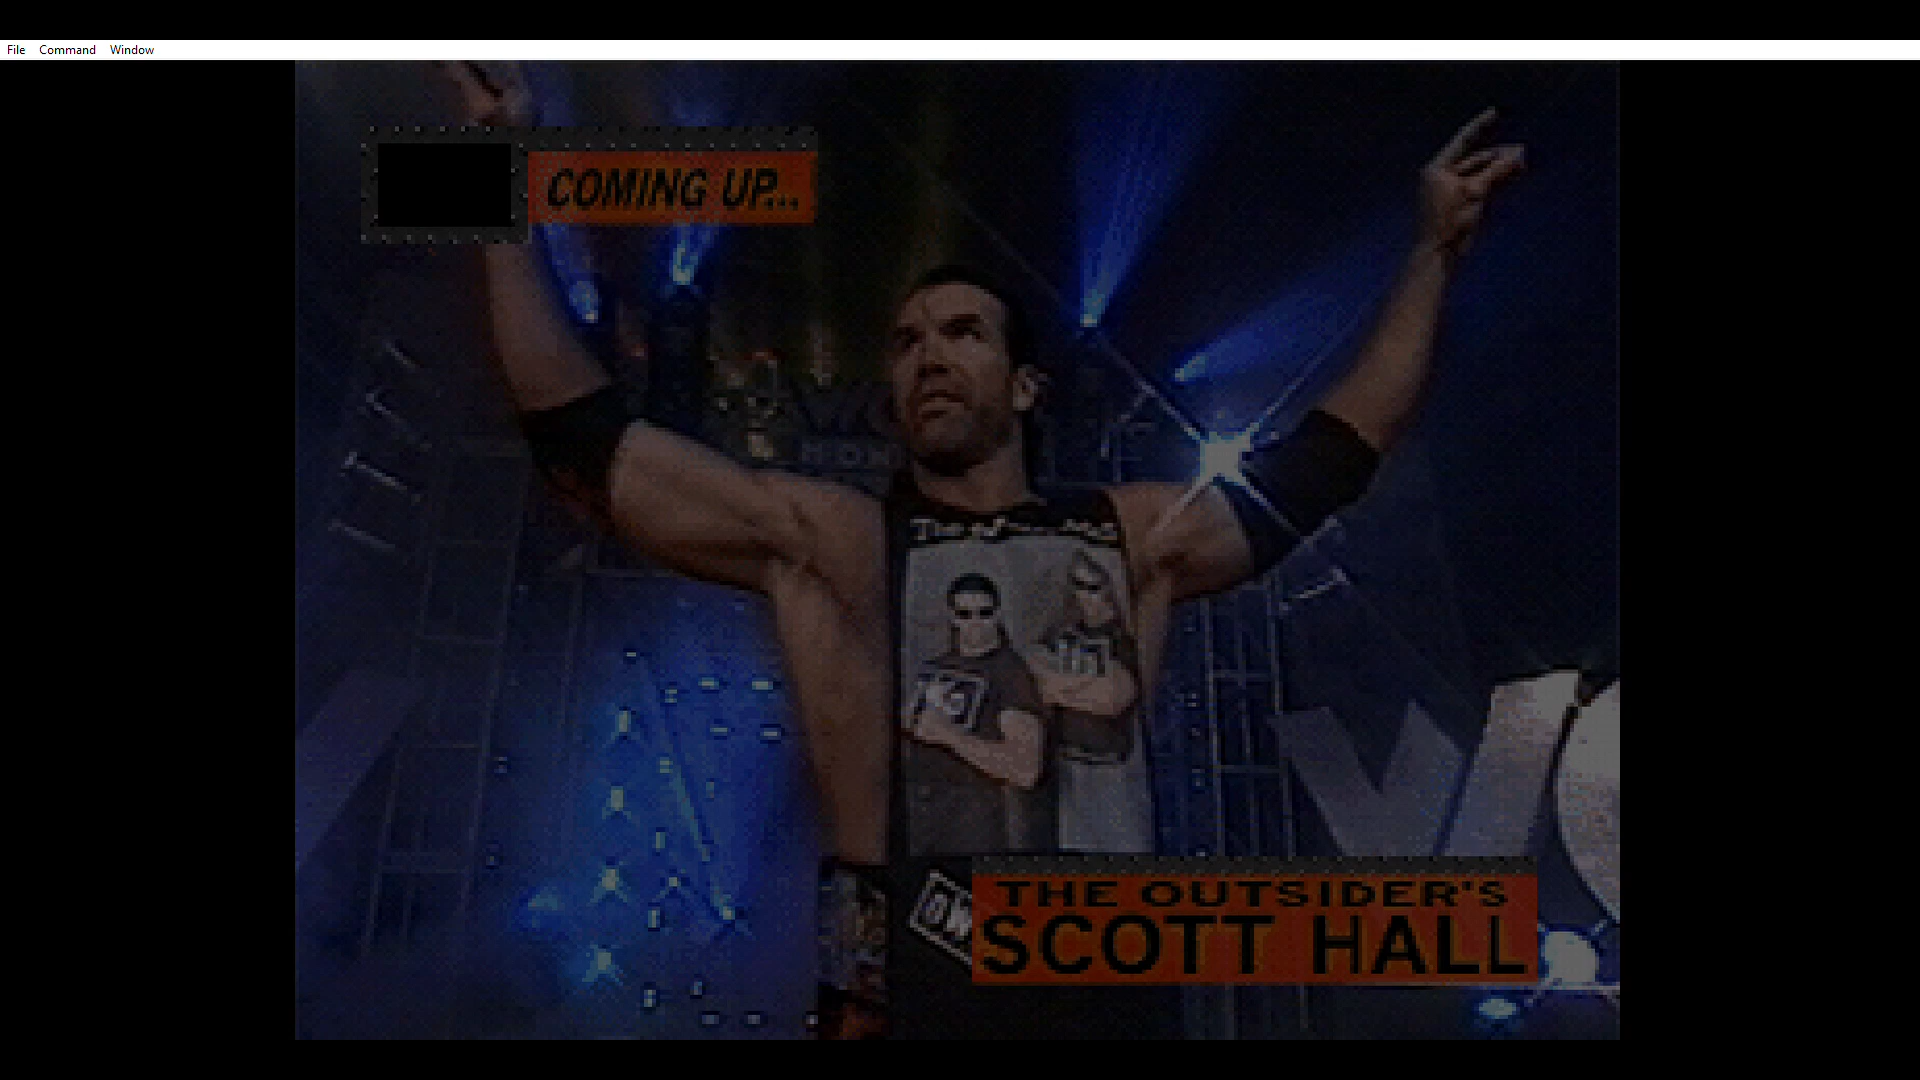 File Command Window
COMING UP...
THE OUTSIDER'S
SCOTT HALL